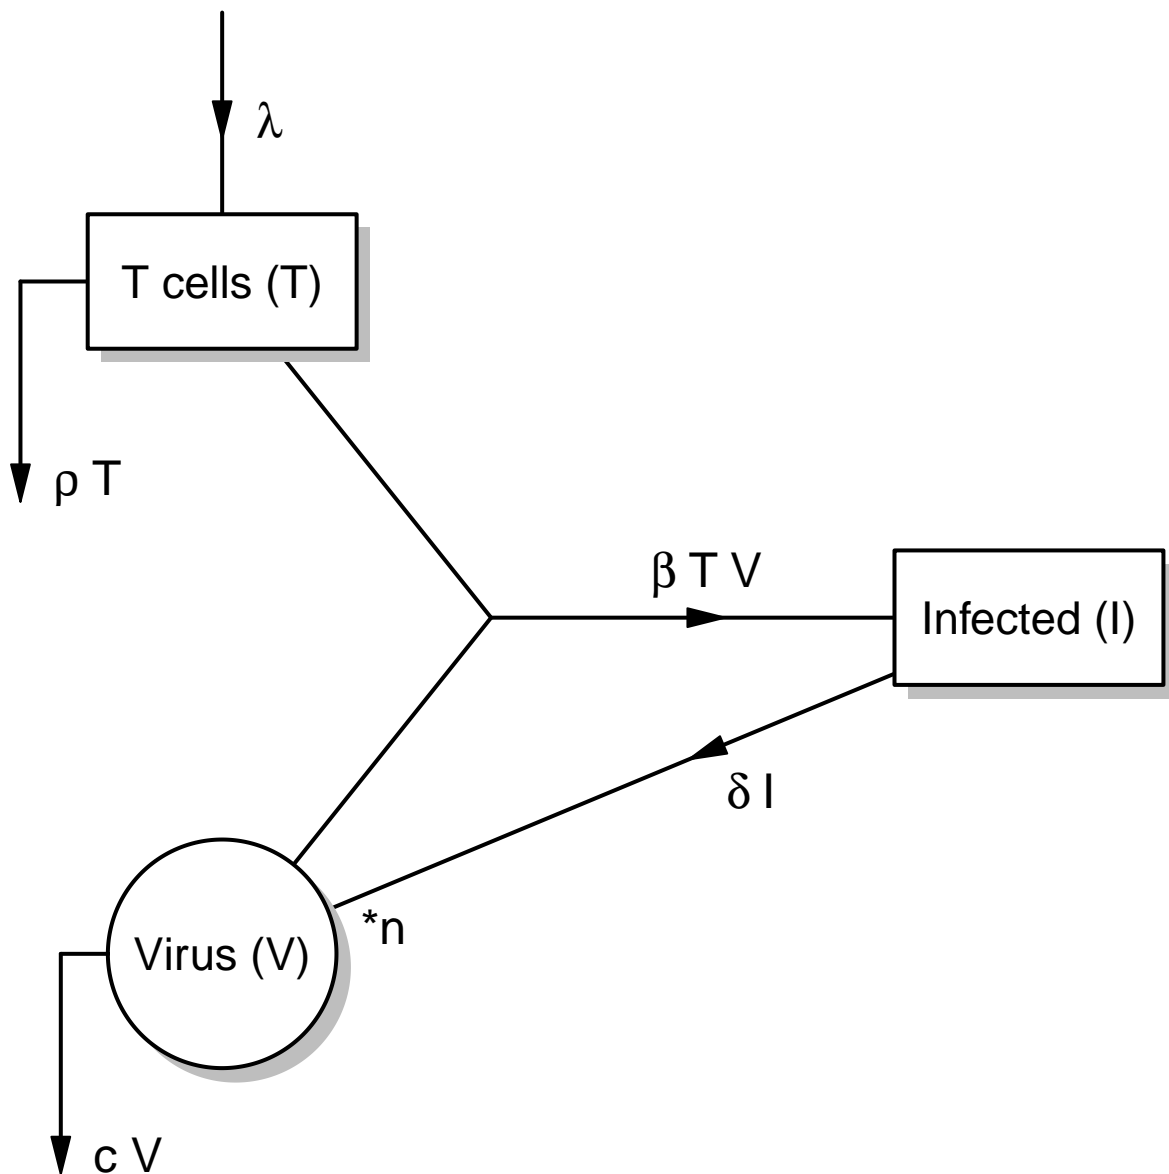 λ
T cells (T)
ρ T
β T V
Infected (I)
δ I
*n
Virus (V)
c V